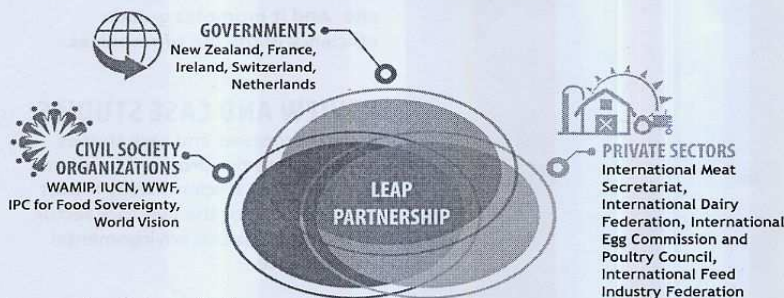 GOVERNMENTS
New Zealand, France,
Ireland, Switzerland,
Netherlands
CIVIL SOCIETY
ORGANIZATIONS
WAMIP, IUCN, WWF,
IPC for Food Sovereignty,
World Vision
LEAP
PARTNERSHIP
PRIVATE SECTORS
International Meat
Secretariat,
International Dairy
Federation, International
Egg Commission and
Poultry Council,
International Feed
Industry Federation